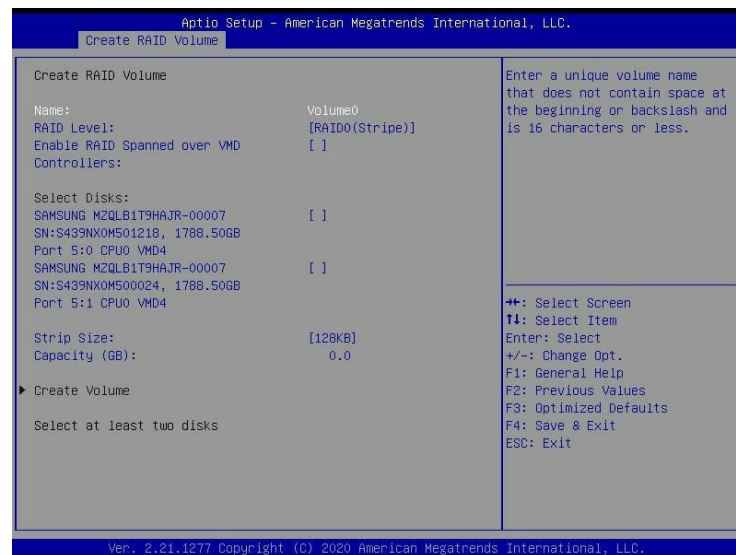 Aptio Setup – American Megatrends International, LLC.
Create RAID Volume
Create RAID Volume
Name: Volume0
RAID Level: [RAID0(Stripe)]
Enable RAID Spanned over VMD [ ]
Controllers:
Select Disks:
SAMSUNG MZQLB1T9HAJR-00007 [ ]
SN:S439NX0M501218, 1788.50GB
Port 5:0 CPU0 VMD4
SAMSUNG MZQLB1T9HAJR-00007 [ ]
SN:S439NX0M500024, 1788.50GB
Port 5:1 CPU0 VMD4
Strip Size: [128KB]
Capacity (GB): 0.0
Create Volume
Select at least two disks
Enter a unique volume name
that does not contain space at
the beginning or backslash and
is 16 characters or less.
→←: Select Screen
↑↓: Select Item
Enter: Select
+/-: Change Opt.
F1: General Help
F2: Previous Values
F3: Optimized Defaults
F4: Save & Exit
ESC: Exit
Ver. 2.21.1277 Copyright (C) 2020 American Megatrends International, LLC.